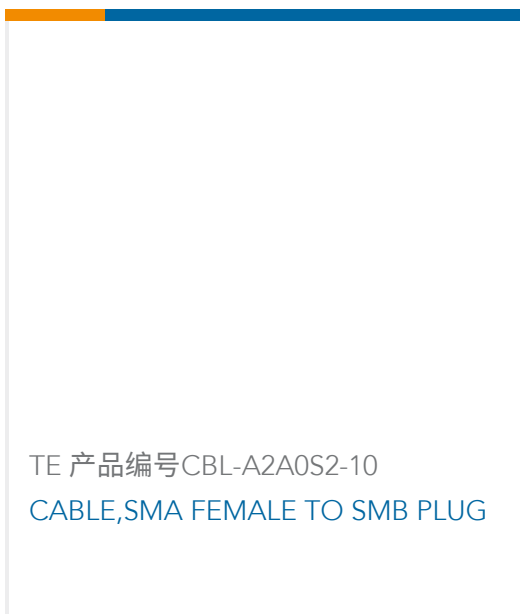 TE 产品编号CBL-A2A0S2-10
CABLE,SMA FEMALE TO SMB PLUG